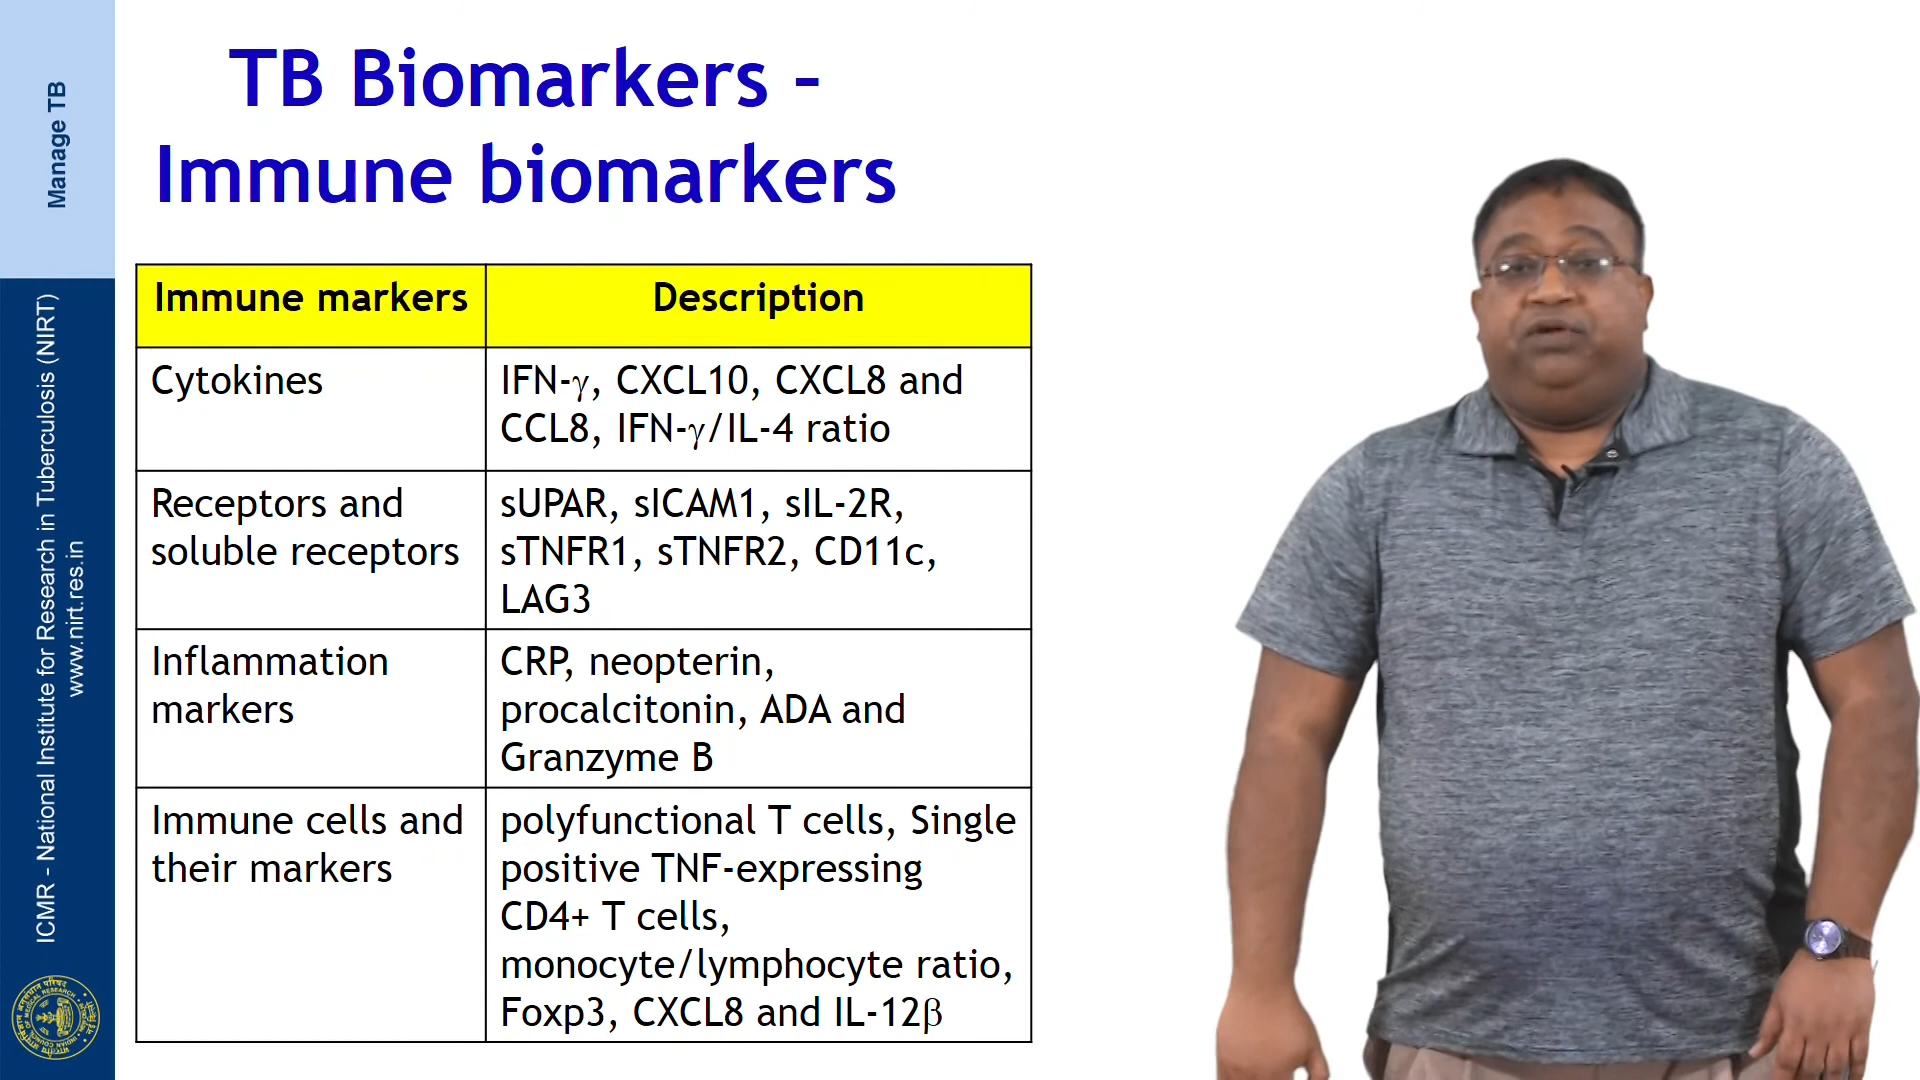 Manage TB
ICMR - National Institute for Research in Tuberculosis (NIRT)
www.nirt.res.in
TB Biomarkers –
Immune biomarkers
Immune markers
Description
Cytokines
IFN-γ, CXCL10, CXCL8 and
CCL8, IFN-γ/IL-4 ratio
Receptors and
soluble receptors
sUPAR, sICAM1, sIL-2R,
sTNFR1, sTNFR2, CD11c,
LAG3
Inflammation
markers
CRP, neopterin,
procalcitonin, ADA and
Granzyme B
Immune cells and
their markers
polyfunctional T cells, Single
positive TNF-expressing
CD4+ T cells,
monocyte/lymphocyte ratio,
Foxp3, CXCL8 and IL-12β